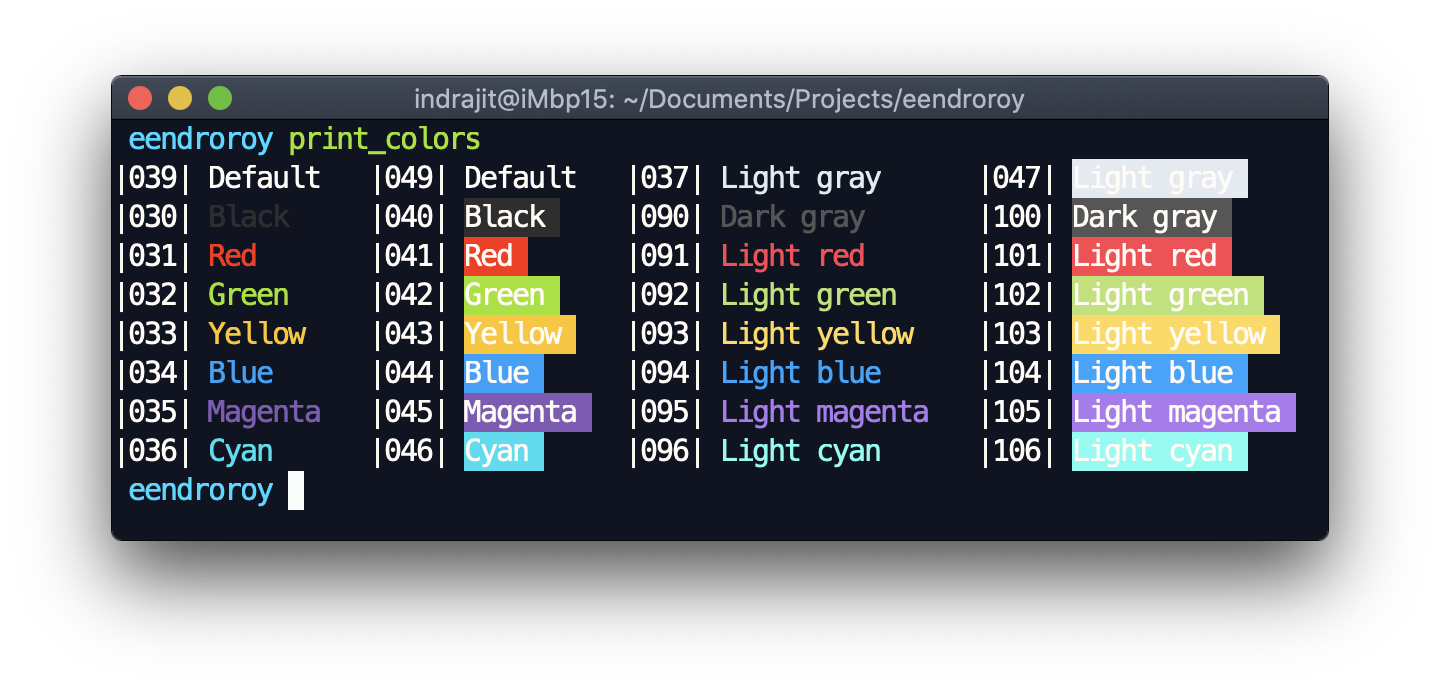 indrajit@iMbp15: ~/Documents/Projects/eendroroy
eendroroy print_colors
|039| Default |049| Default |037| Light gray |047| Light gray
|030| Black |040| Black |090| Dark gray |100| Dark gray
|031| Red |041| Red |091| Light red |101| Light red
|032| Green |042| Green |092| Light green |102| Light green
|033| Yellow |043| Yellow |093| Light yellow |103| Light yellow
|034| Blue |044| Blue |094| Light blue |104| Light blue
|035| Magenta |045| Magenta |095| Light magenta |105| Light magenta
|036| Cyan |046| Cyan |096| Light cyan |106| Light cyan
eendroroy